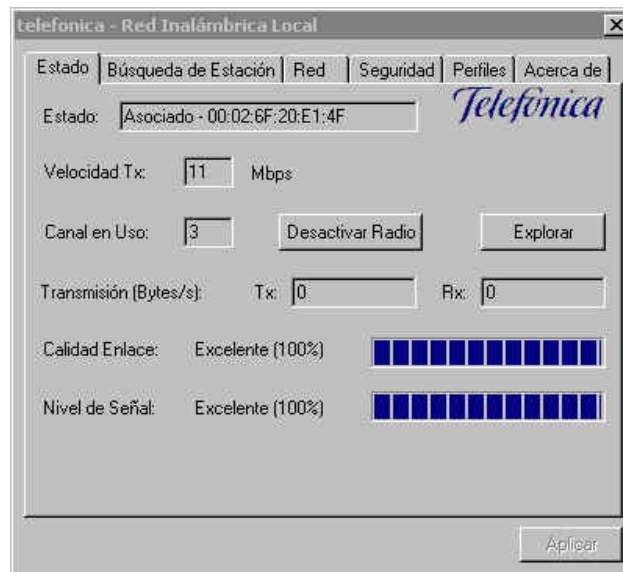 telefonica - Red Inalámbrica Local
Estado Búsqueda de Estación Red Seguridad Perfiles Acerca de
Telefónica
Estado: Asociado - 00:02:6F:20:E1:4F
Velocidad Tx: 11 Mbps
Canal en Uso: 3 Desactivar Radio Explorar
Transmisión (Bytes/s): Tx: 0 Rx: 0
Calidad Enlace: Excelente (100%)
Nivel de Señal: Excelente (100%)
Aplicar